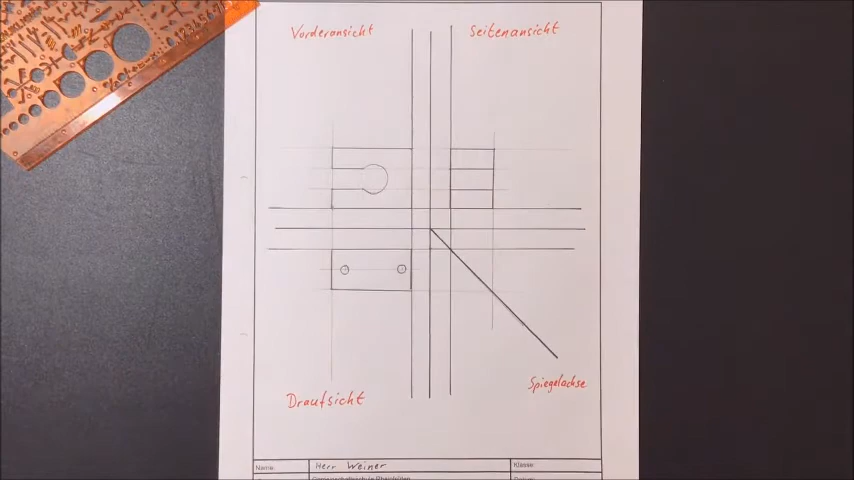 Vorderansicht
Seitenansicht
Draufsicht
Spiegelachse
Name: Herr Weiner
Klasse: